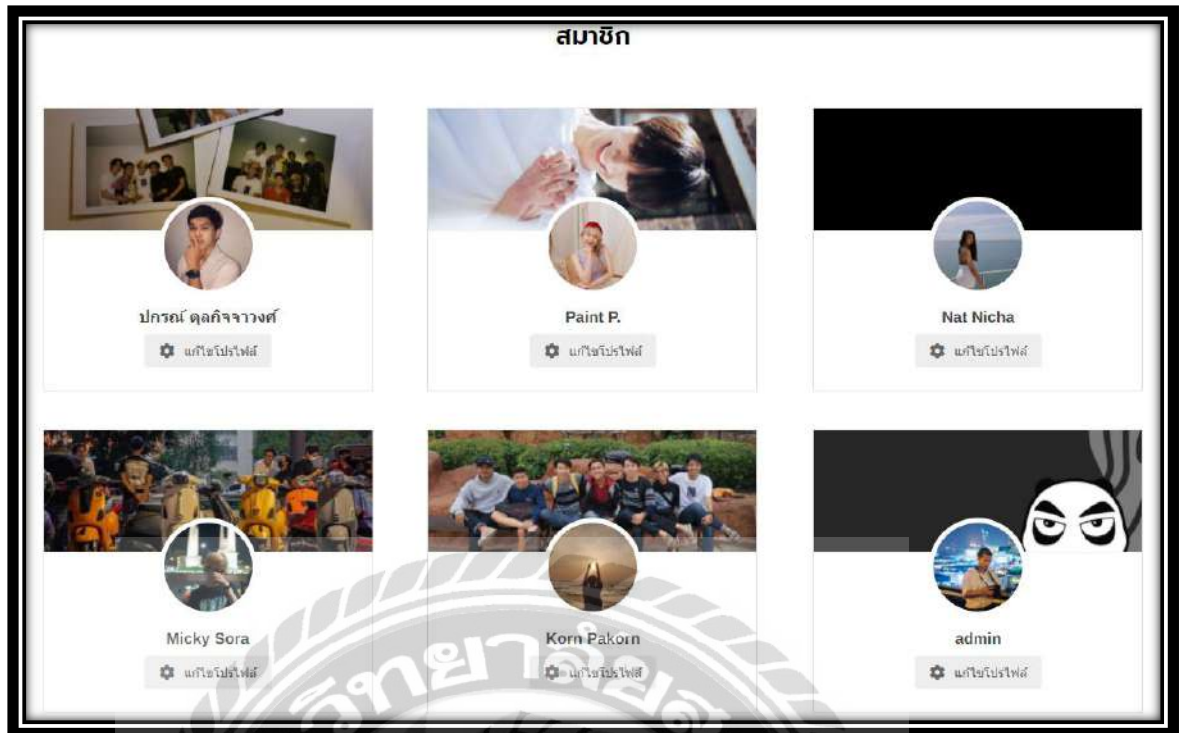 สมาชิก
ปกรณ์ ตุลกิจจาวงศ์
Paint P.
Nat Nicha
แก้ไขโปรไฟล์
แก้ไขโปรไฟล์
แก้ไขโปรไฟล์
Micky Sora
Korn Pakorn
admin
แก้ไขโปรไฟล์
แก้ไขโปรไฟล์
แก้ไขโปรไฟล์